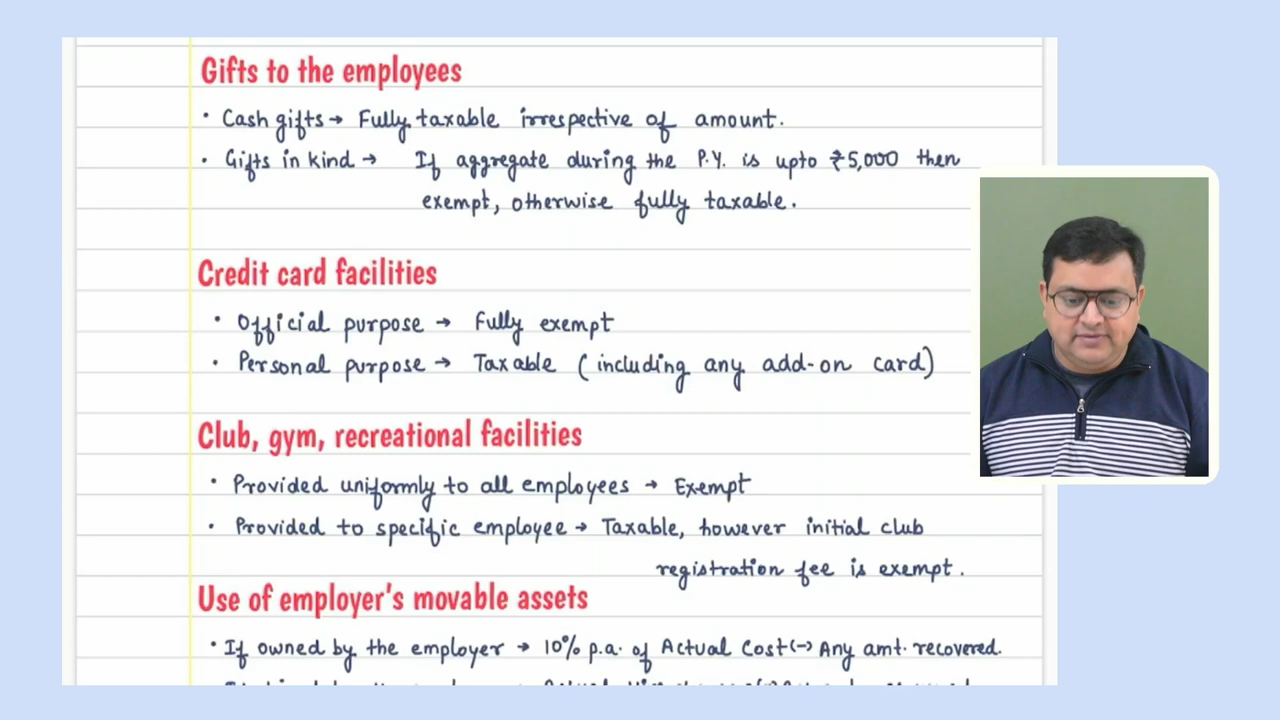 Gifts to the employees
• Cash gifts → Fully taxable irrespective of amount.
• Gifts in kind → If aggregate during the P.Y. is upto ₹5,000 then
exempt, otherwise fully taxable.
Credit card facilities
• Official purpose → Fully exempt
• Personal purpose → Taxable (including any add-on card)
Club, gym, recreational facilities
• Provided uniformly to all employees → Exempt
• Provided to specific employee → Taxable, however initial club
registration fee is exempt.
Use of employer's movable assets
• If owned by the employer → 10% p.a. of Actual Cost (-) Any amt. recovered.